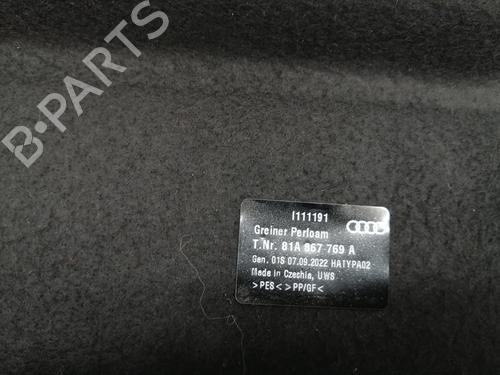 B-PARTS
I111191
Greiner Perfoam
T.Nr. 81A 867 769 A
Gen. 01S 07.09.2022 HATYPA02
Made in Czechia, UWS
>PES< >PP/GF<